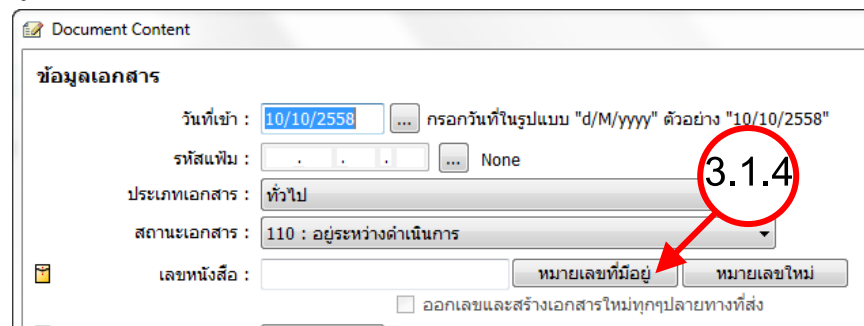 Document Content
ข้อมูลเอกสาร
วันที่เข้า : 10/10/2558 ... กรอกวันที่ในรูปแบบ "d/M/yyyy" ตัวอย่าง "10/10/2558"
รหัสแฟ้ม : . . . ... None
3.1.4
ประเภทเอกสาร : ทั่วไป
สถานะเอกสาร : 110 : อยู่ระหว่างดำเนินการ
เลขหนังสือ : หมายเลขที่มีอยู่ หมายเลขใหม่
ออกเลขและสร้างเอกสารใหม่ทุกๆปลายทางที่ส่ง